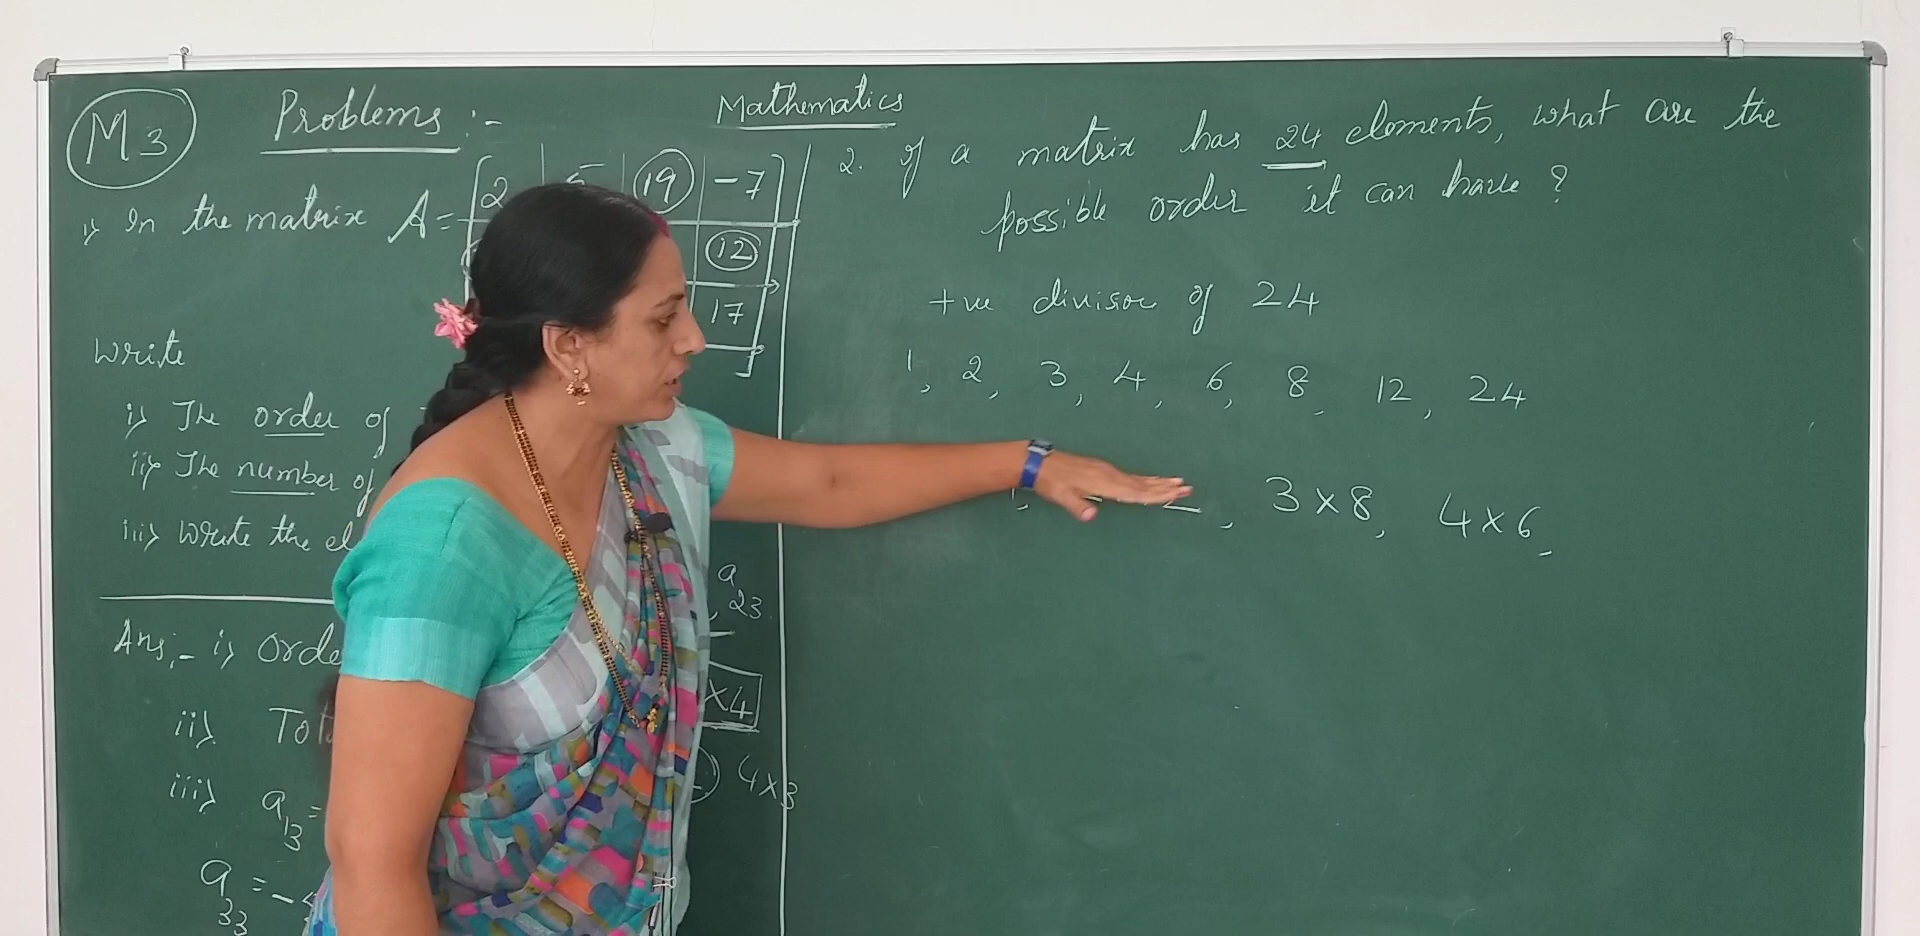 M3
Problems :-
Mathematics
1) In the matrix A = [2 5 19 -7
12
17
Write
i) The order of
ii) The number of
iii) Write the el
Ans:- i) Orde
×4
ii) Tot
4×3
iii) a13 =
a33 = -
a23
2. If a matrix has 24 elements, what are the
possible order it can have ?
+ve divisor of 24
1, 2, 3, 4, 6, 8, 12, 24
3×8, 4×6,